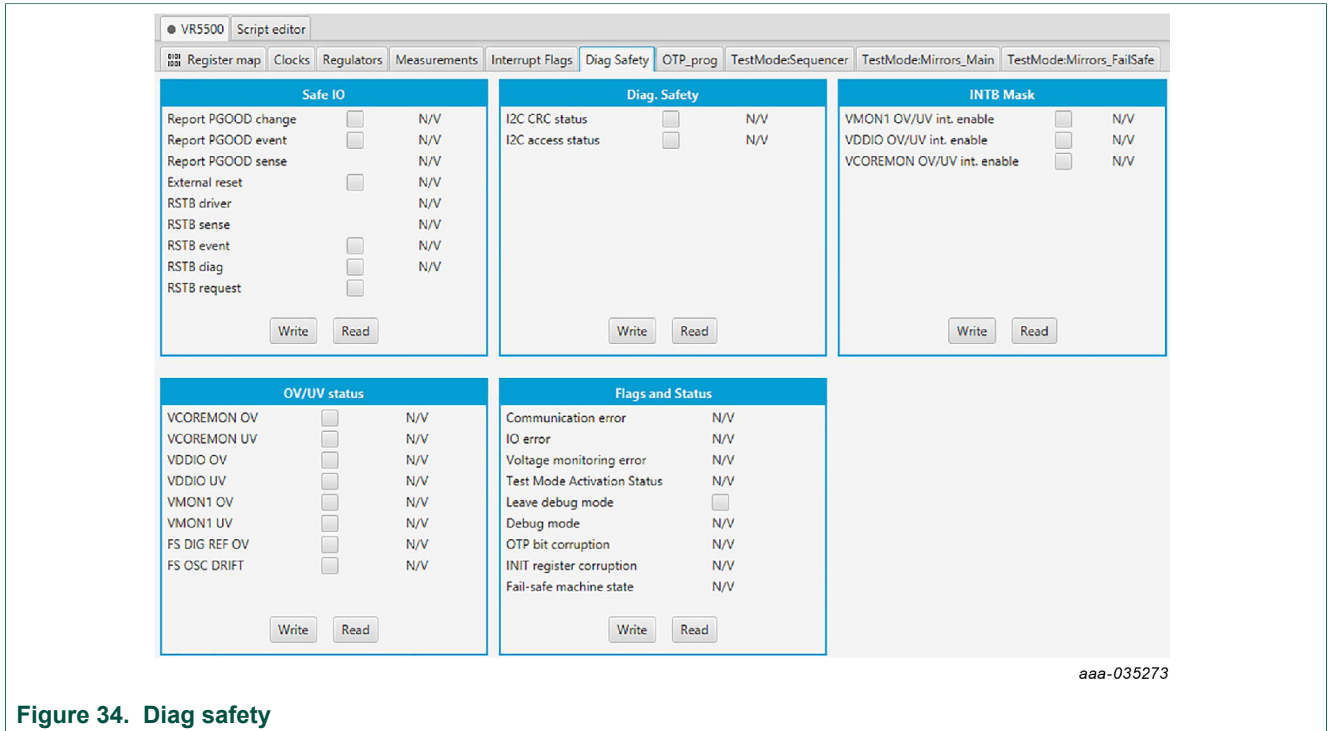 VR5500 Script editor
Register map Clocks Regulators Measurements Interrupt Flags Diag Safety OTP_prog TestMode:Sequencer TestMode:Mirrors_Main TestMode:Mirrors_FailSafe
Safe IO
Report PGOOD change N/V
Report PGOOD event N/V
Report PGOOD sense N/V
External reset N/V
RSTB driver N/V
RSTB sense N/V
RSTB event N/V
RSTB diag N/V
RSTB request
Write Read
Diag. Safety
I2C CRC status N/V
I2C access status N/V
Write Read
INTB Mask
VMON1 OV/UV int. enable N/V
VDDIO OV/UV int. enable N/V
VCOREMON OV/UV int. enable N/V
Write Read
OV/UV status
VCOREMON OV N/V
VCOREMON UV N/V
VDDIO OV N/V
VDDIO UV N/V
VMON1 OV N/V
VMON1 UV N/V
FS DIG REF OV N/V
FS OSC DRIFT N/V
Write Read
Flags and Status
Communication error N/V
IO error N/V
Voltage monitoring error N/V
Test Mode Activation Status N/V
Leave debug mode
Debug mode N/V
OTP bit corruption N/V
INIT register corruption N/V
Fail-safe machine state N/V
Write Read
aaa-035273
Figure 34. Diag safety